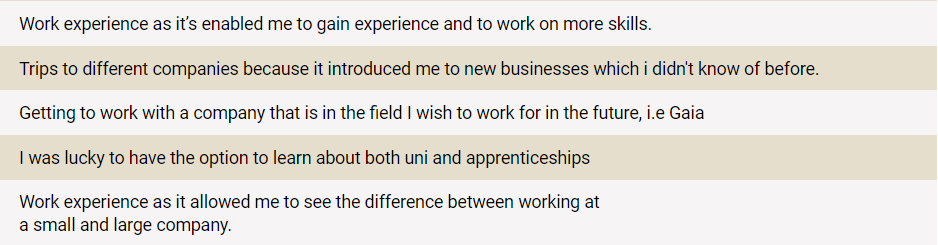 Work experience as it’s enabled me to gain experience and to work on more skills.
Trips to different companies because it introduced me to new businesses which i didn't know of before.
Getting to work with a company that is in the field I wish to work for in the future, i.e Gaia
I was lucky to have the option to learn about both uni and apprenticeships
Work experience as it allowed me to see the difference between working at
a small and large company.